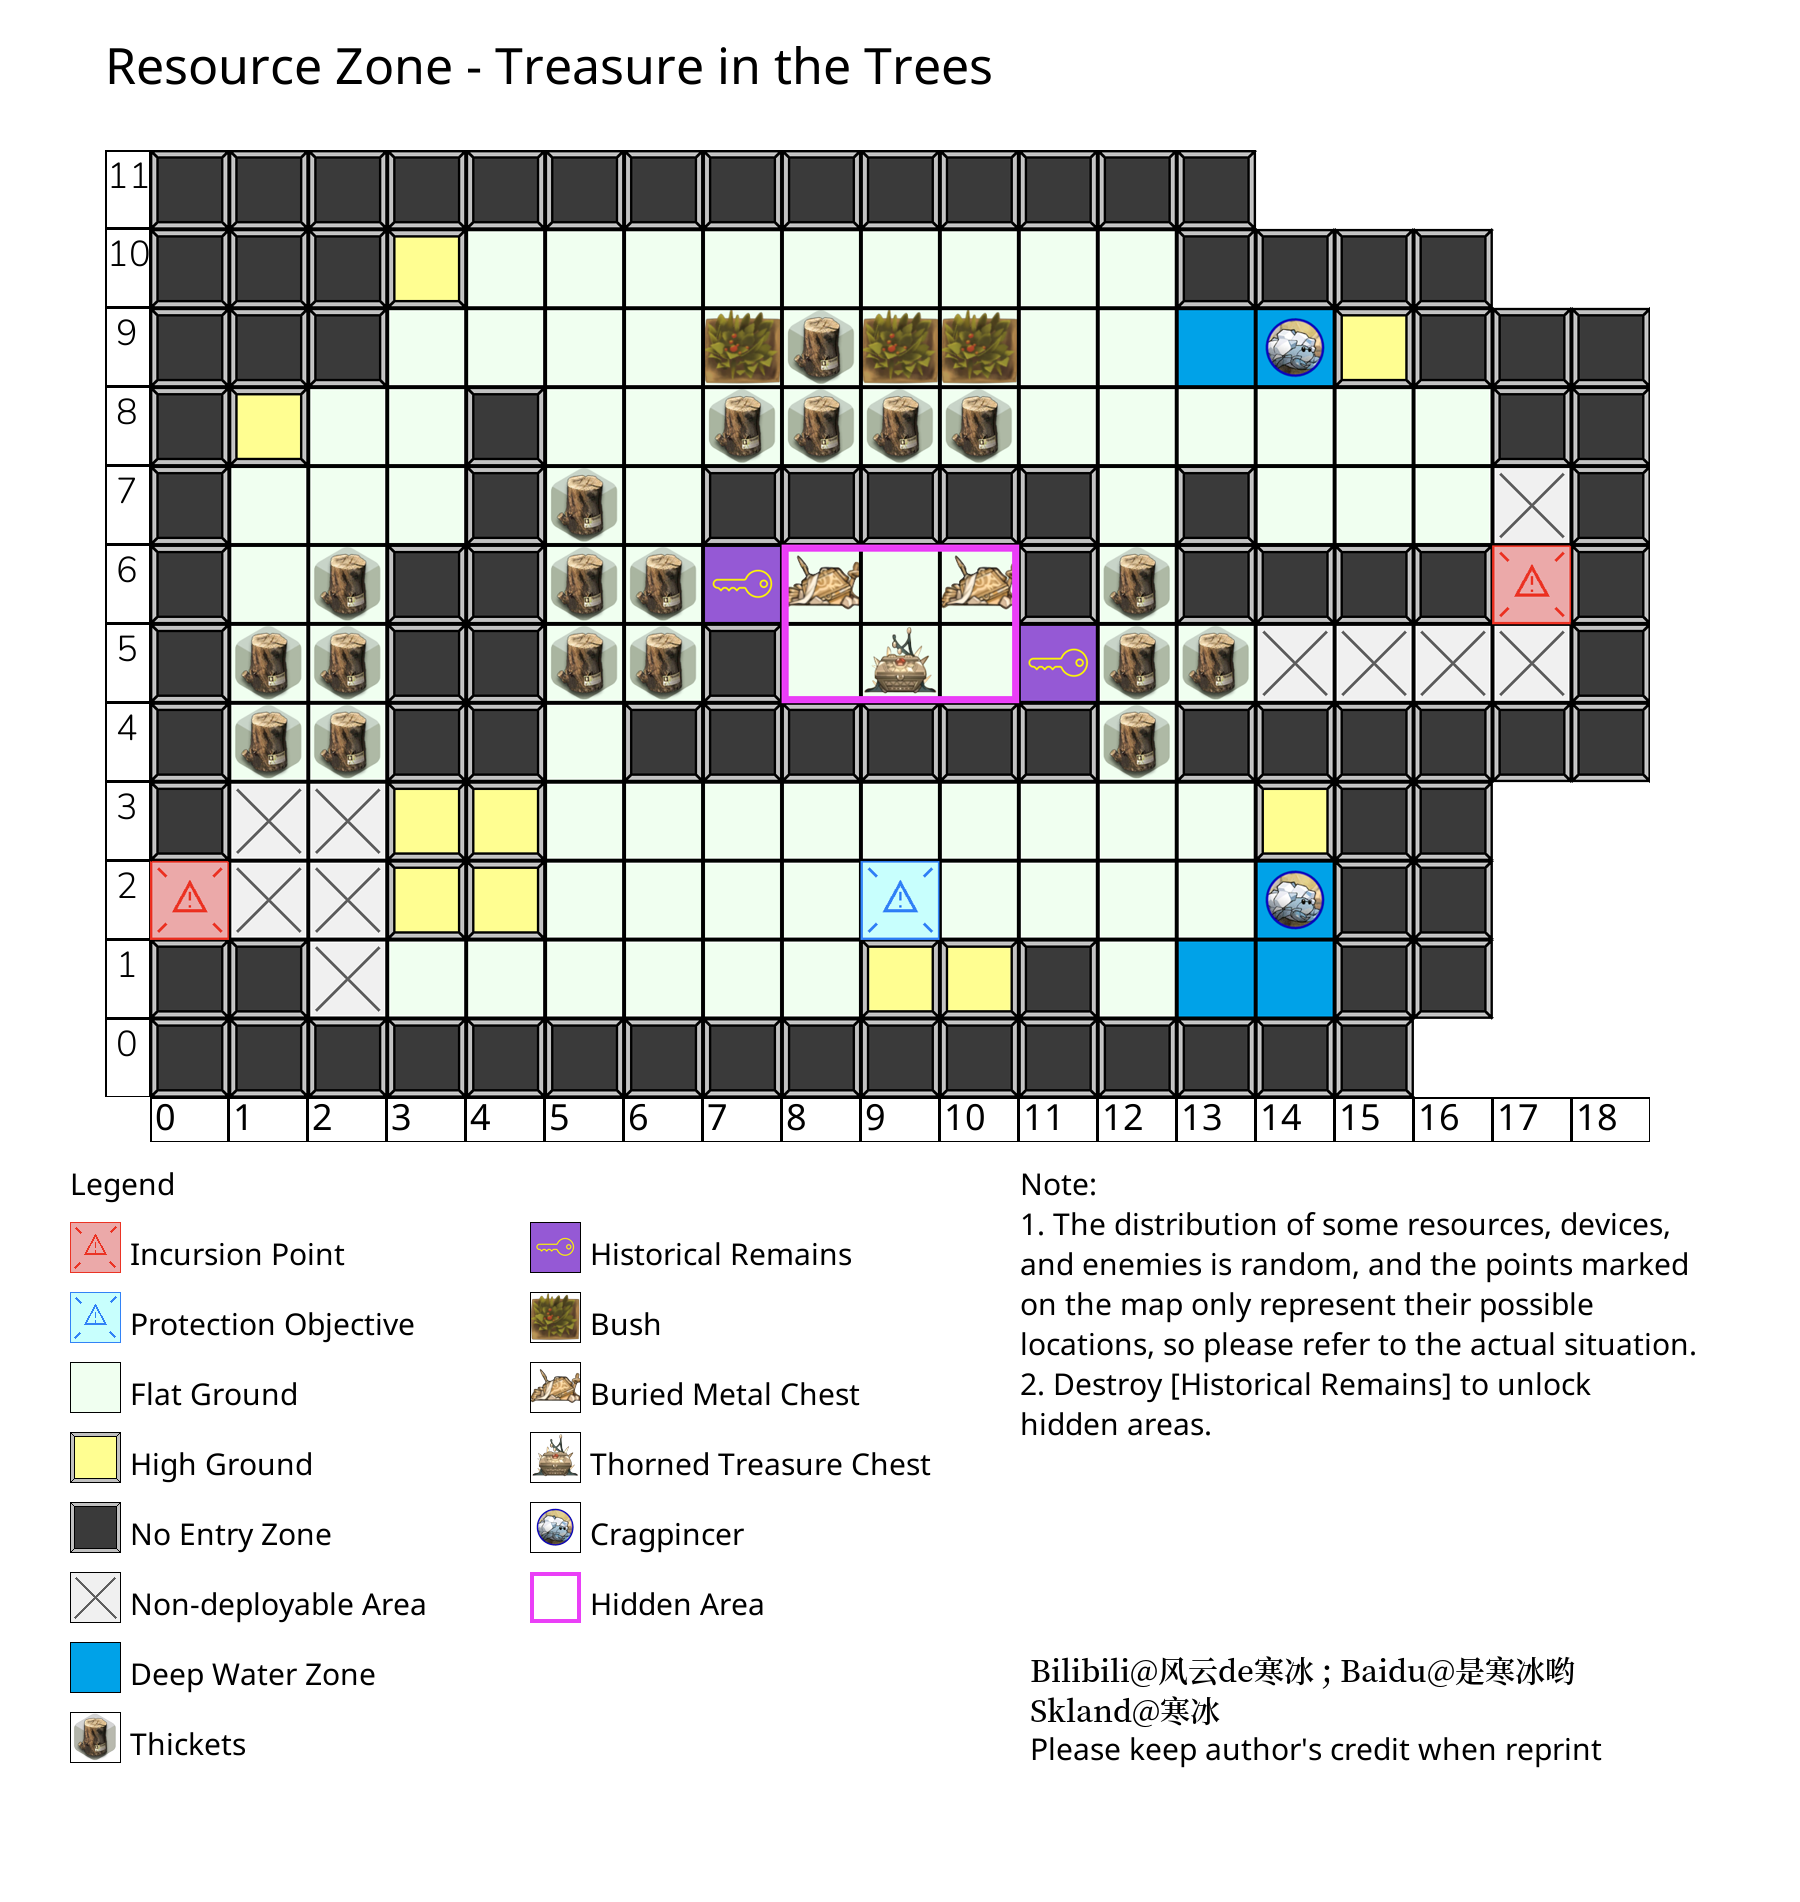 Resource Zone - Treasure in the Trees
11
10
9
8
7
6
5
4
3
2
1
0
0 1 2 3 4 5 6 7 8 9 10 11 12 13 14 15 16 17 18
Legend
Incursion Point
Protection Objective
Flat Ground
High Ground
No Entry Zone
Non-deployable Area
Deep Water Zone
Thickets
Historical Remains
Bush
Buried Metal Chest
Thorned Treasure Chest
Cragpincer
Hidden Area
Note:
1. The distribution of some resources, devices,
and enemies is random, and the points marked
on the map only represent their possible
locations, so please refer to the actual situation.
2. Destroy [Historical Remains] to unlock
hidden areas.
Bilibili@风云de寒冰 ; Baidu@是寒冰哟
Skland@寒冰
Please keep author's credit when reprint